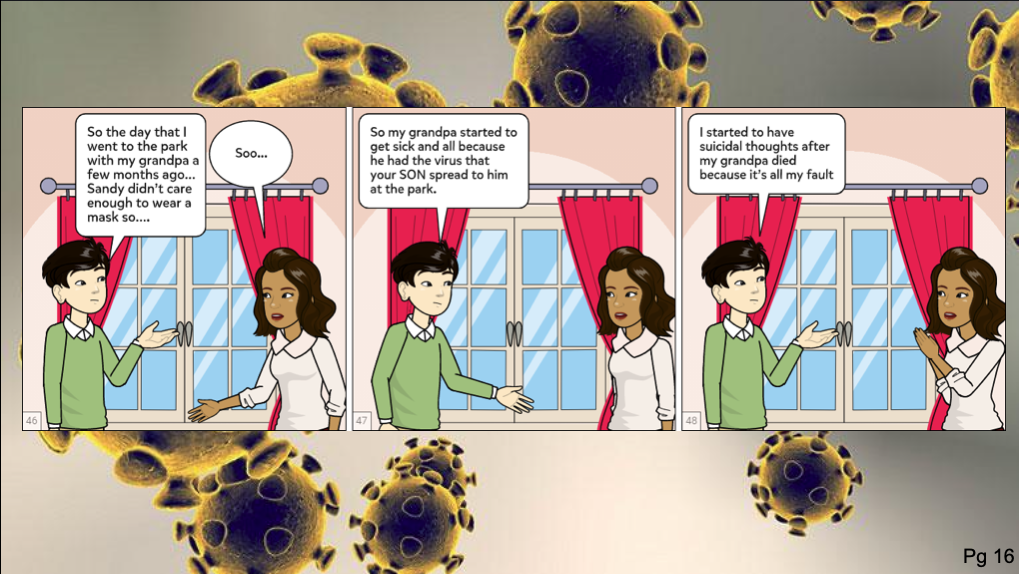 So the day that I
went to the park
with my grandpa a
few months ago...
Sandy didn't care
enough to wear a
mask so....
Soo...
46
So my grandpa started to
get sick and all because
he had the virus that
your SON spread to him
at the park.
47
I started to have
suicidal thoughts after
my grandpa died
because it's all my fault
48
Pg 16